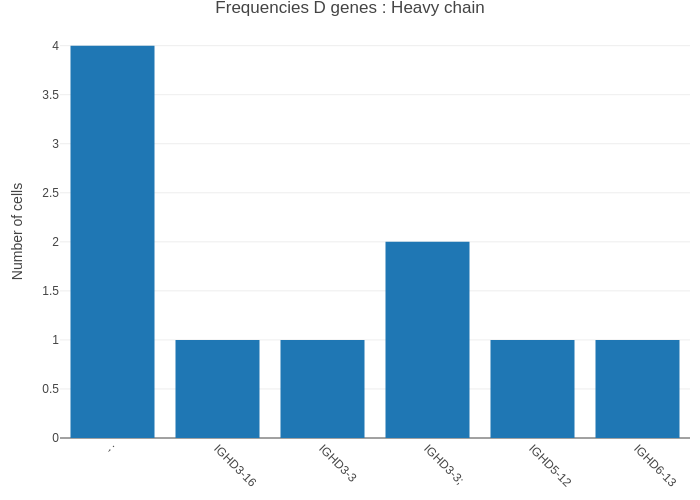 Frequencies D genes : Heavy chain
Number of cells
4
3.5
3
2.5
2
1.5
1
0.5
0
;
IGHD3-16
IGHD3-3
IGHD3-3;
IGHD5-12
IGHD6-13